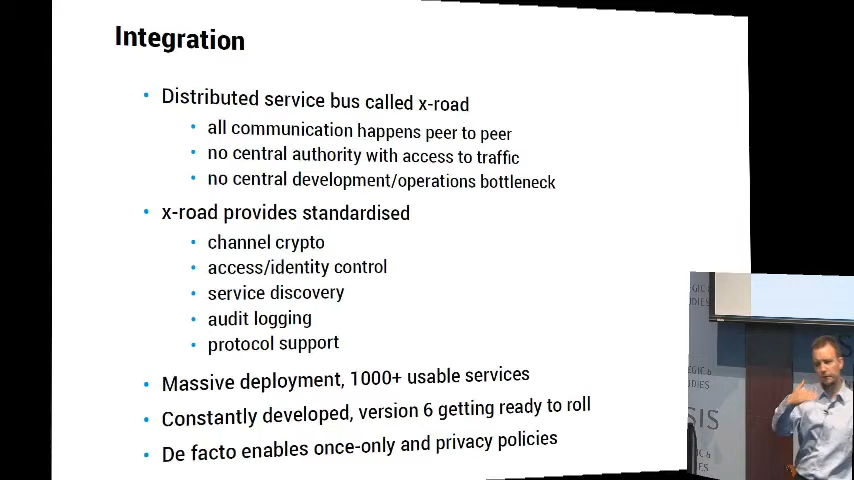 Integration
Distributed service bus called x-road
all communication happens peer to peer
no central authority with access to traffic
no central development/operations bottleneck
x-road provides standardised
channel crypto
access/identity control
service discovery
audit logging
protocol support
Massive deployment, 1000+ usable services
Constantly developed, version 6 getting ready to roll
De facto enables once-only and privacy policies